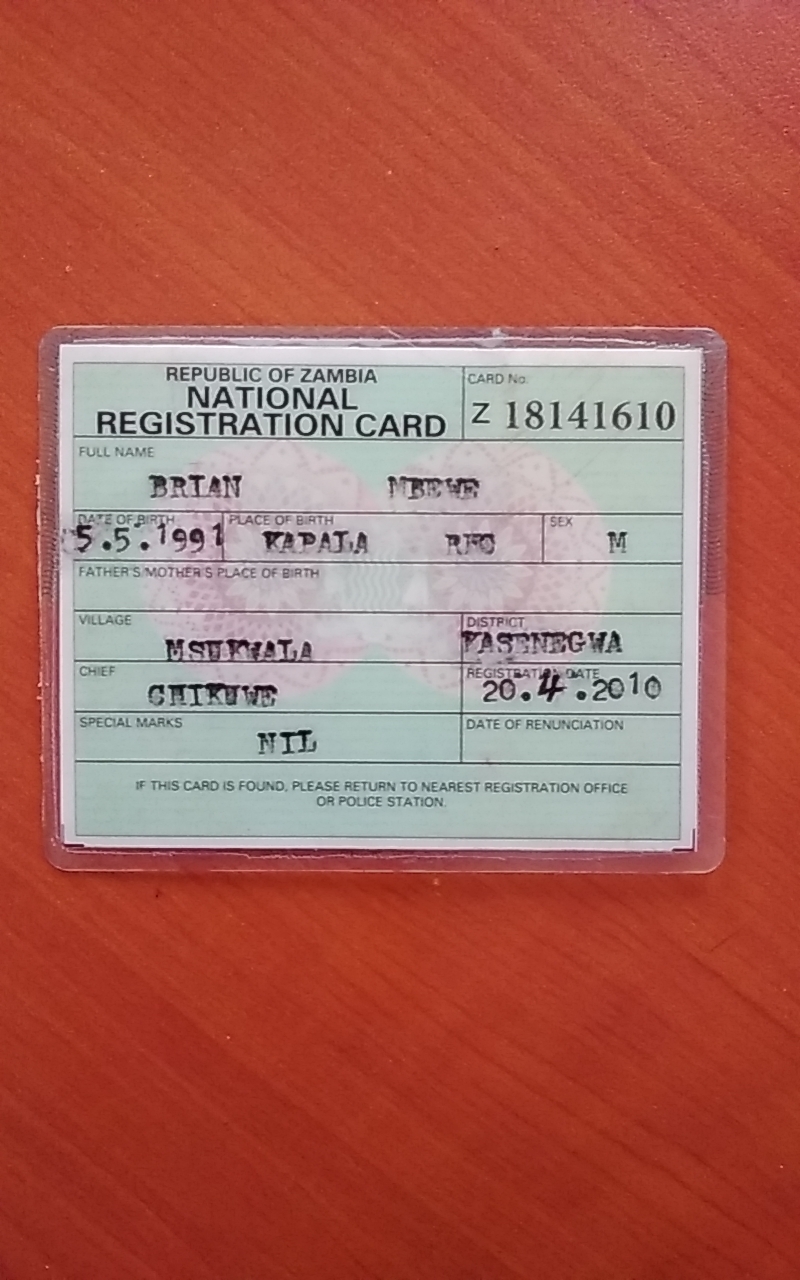 REPUBLIC OF ZAMBIA
NATIONAL
REGISTRATION CARD
CARD No.
Z 18141610
FULL NAME
BRIAN MBEWE
DATE OF BIRTH PLACE OF BIRTH SEX
5.5.1991 KAPALA M
FATHER'S/MOTHER'S PLACE OF BIRTH
VILLAGE DISTRICT
MSUKWALA KASENEGWA
CHIEF REGISTRATION DATE
CHIKUWE 20.4.2010
SPECIAL MARKS DATE OF RENUNCIATION
NIL
IF THIS CARD IS FOUND, PLEASE RETURN TO NEAREST REGISTRATION OFFICE
OR POLICE STATION.